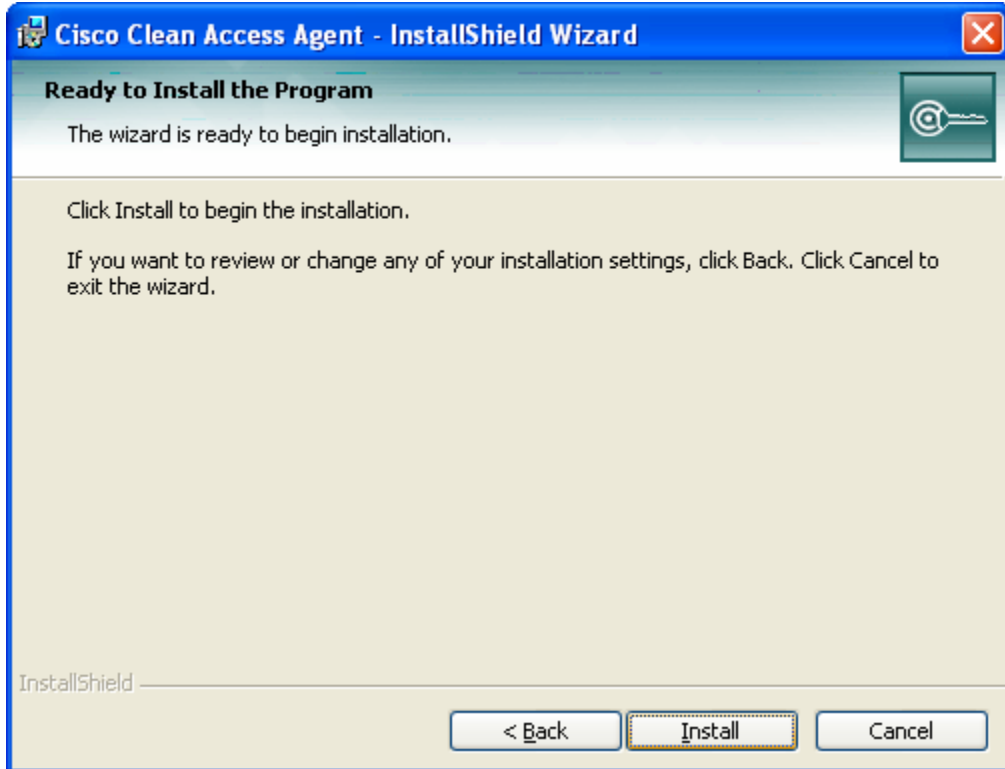 Cisco Clean Access Agent - InstallShield Wizard
Ready to Install the Program
The wizard is ready to begin installation.
Click Install to begin the installation.
If you want to review or change any of your installation settings, click Back. Click Cancel to
exit the wizard.
InstallShield
< Back
Install
Cancel